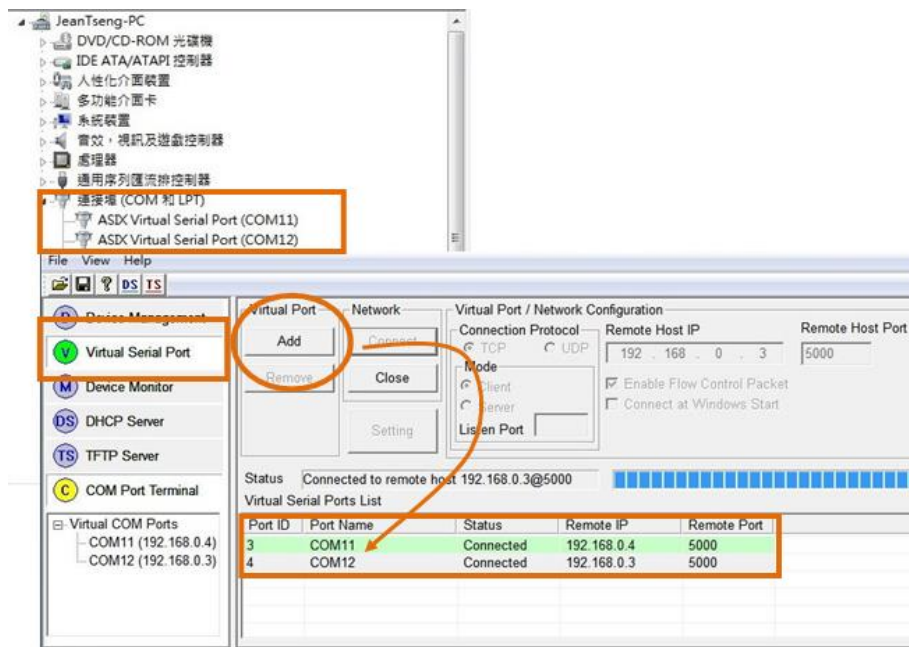 JeanTseng-PC
DVD/CD-ROM 光碟機
IDE ATA/ATAPI 控制器
人性化介面裝置
多功能介面卡
系統裝置
音效，視訊及遊戲控制器
處理器
通用序列匯流排控制器
連接埠 (COM 和 LPT)
ASIX Virtual Serial Port (COM11)
ASIX Virtual Serial Port (COM12)
File View Help
DS TS
D Device Management
V Virtual Serial Port
M Device Monitor
DS DHCP Server
TS TFTP Server
C COM Port Terminal
Virtual COM Ports
COM11 (192.168.0.4)
COM12 (192.168.0.3)
Virtual Port
Add
Remove
Network
Connect
Close
Setting
Virtual Port / Network Configuration
Connection Protocol
TCP UDP
Mode
Client
Server
Listen Port
Remote Host IP
192 . 168 . 0 . 3
Remote Host Port
5000
Enable Flow Control Packet
Connect at Windows Start
Status Connected to remote host 192.168.0.3@5000
Virtual Serial Ports List
Port ID Port Name Status Remote IP Remote Port
3 COM11 Connected 192.168.0.4 5000
4 COM12 Connected 192.168.0.3 5000